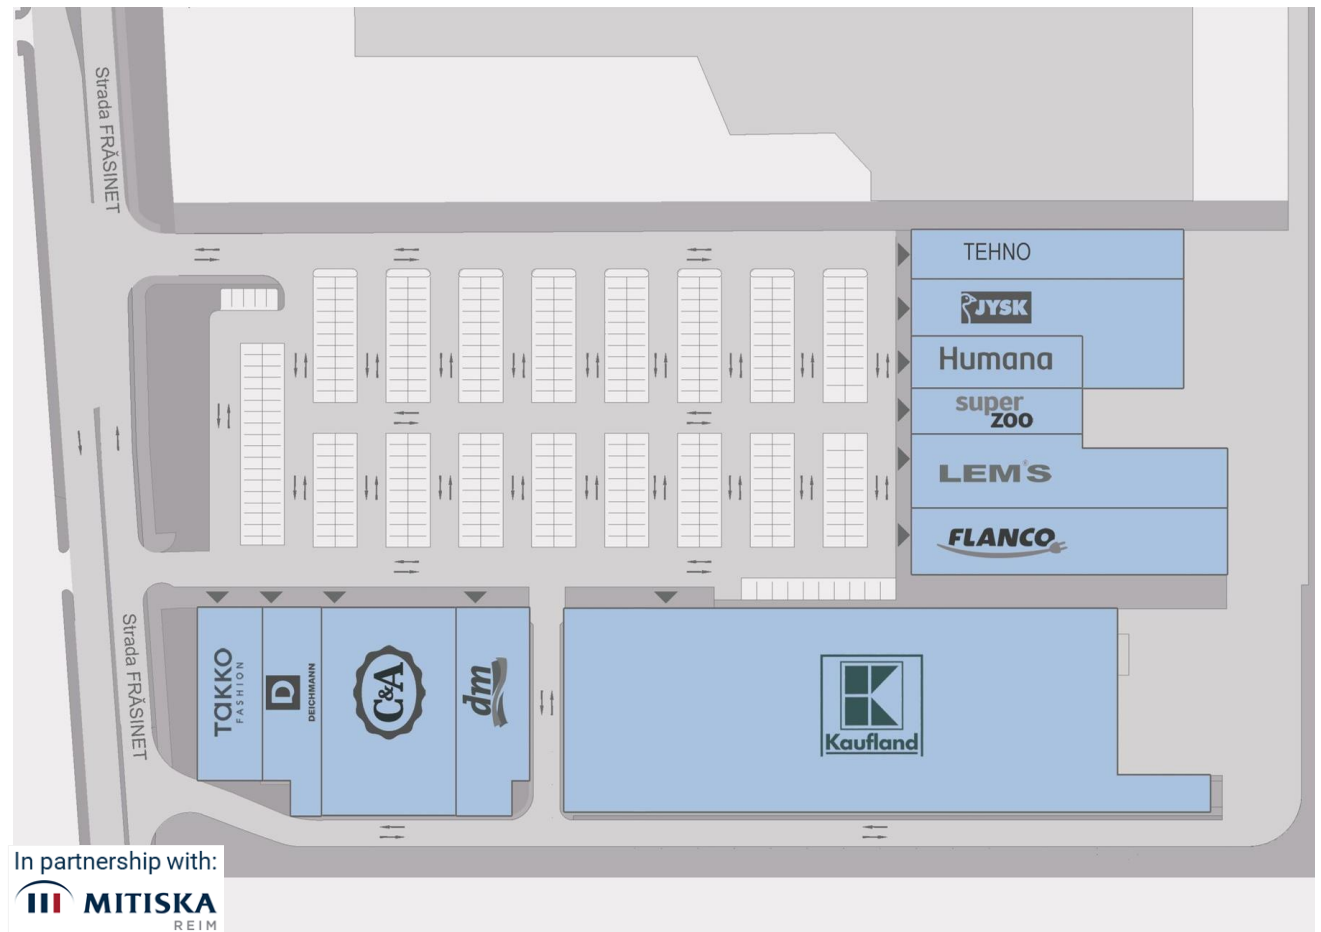 Strada FRĂSINET
TEHNO
JYSK
Humana
super
zoo
LEM'S
FLANCO
Strada FRĂSINET
TAKKO
FASHION
D
DEICHMANN
C&A
dm
K
Kaufland
In partnership with:
MITISKA
REIM